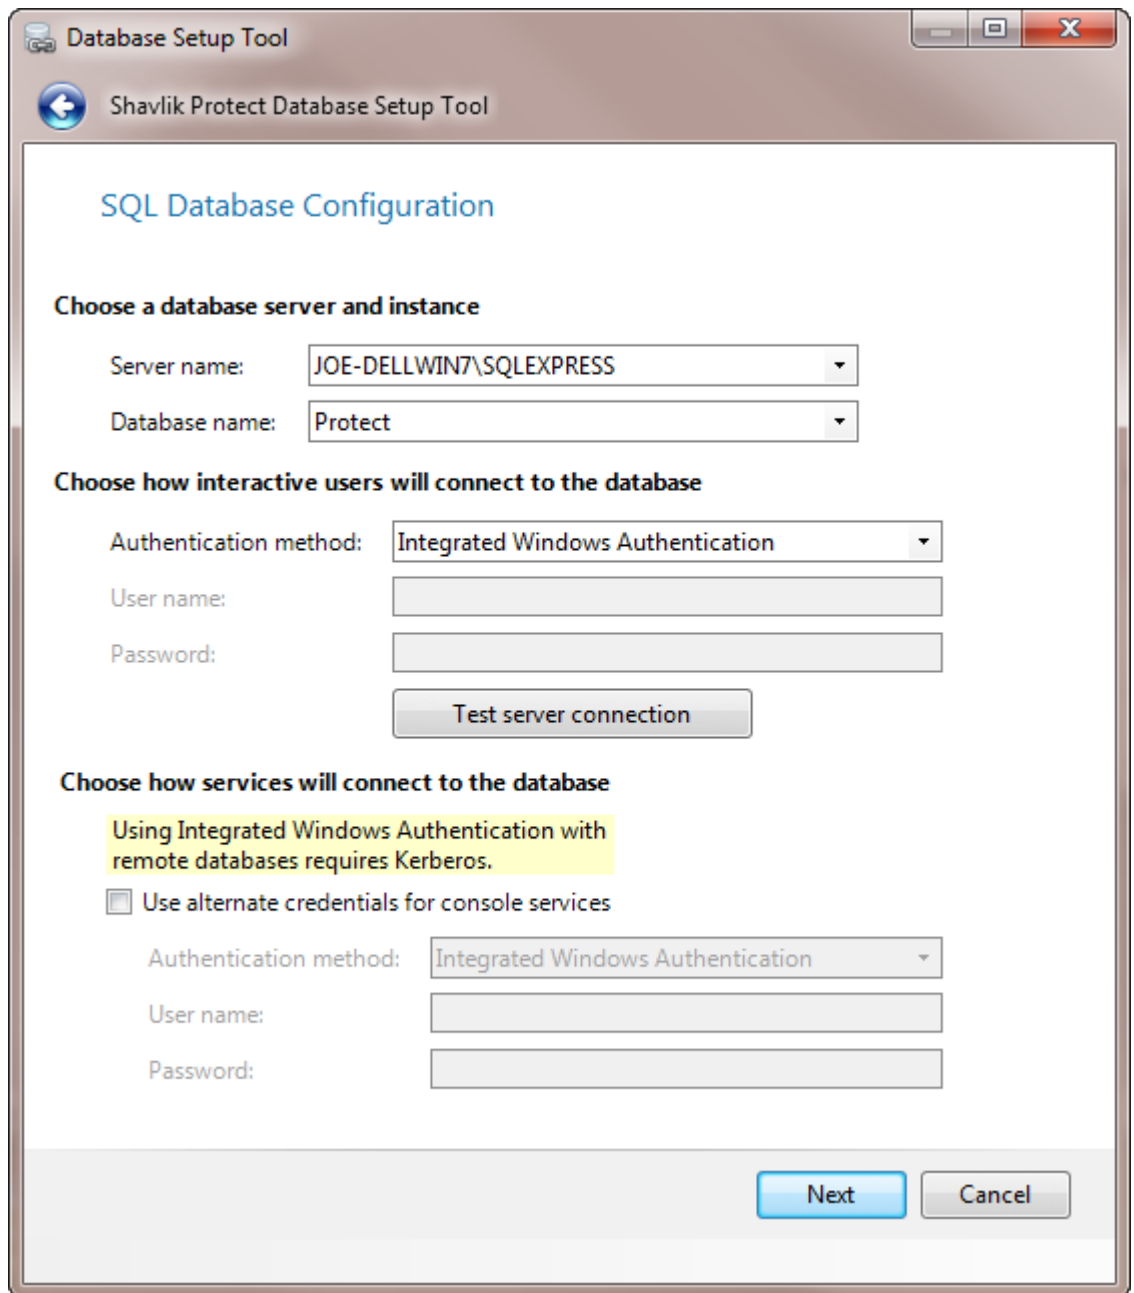 Database Setup Tool
Shavlik Protect Database Setup Tool
SQL Database Configuration
Choose a database server and instance
Server name: JOE-DELLWIN7\SQLEXPRESS
Database name: Protect
Choose how interactive users will connect to the database
Authentication method: Integrated Windows Authentication
User name:
Password:
Test server connection
Choose how services will connect to the database
Using Integrated Windows Authentication with
remote databases requires Kerberos.
Use alternate credentials for console services
Authentication method: Integrated Windows Authentication
User name:
Password:
Next Cancel